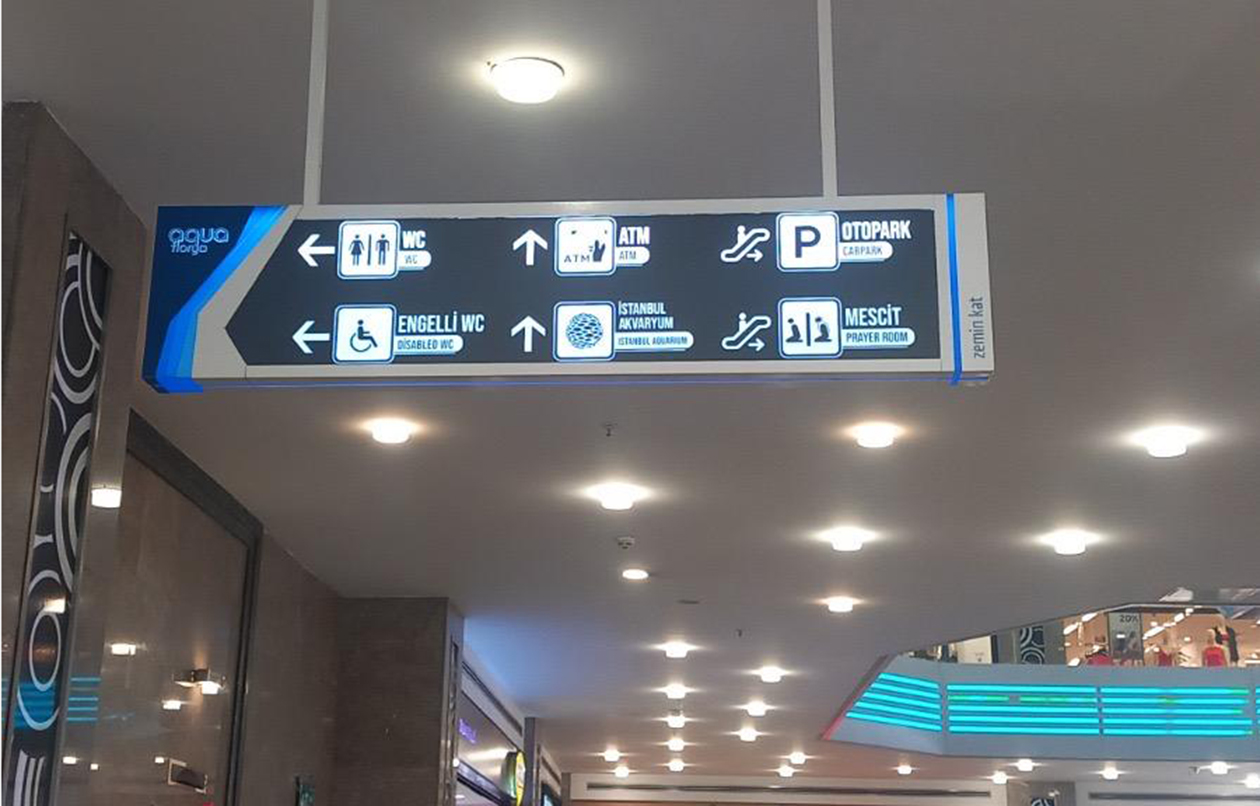 aqua
florya
WC
WC
ATM
ATM
P
OTOPARK
CARPARK
ENGELLİ WC
DISABLED WC
İSTANBUL
AKVARYUM
ISTANBUL AQUARIUM
MESCİT
PRAYER ROOM
zemin kat
20%